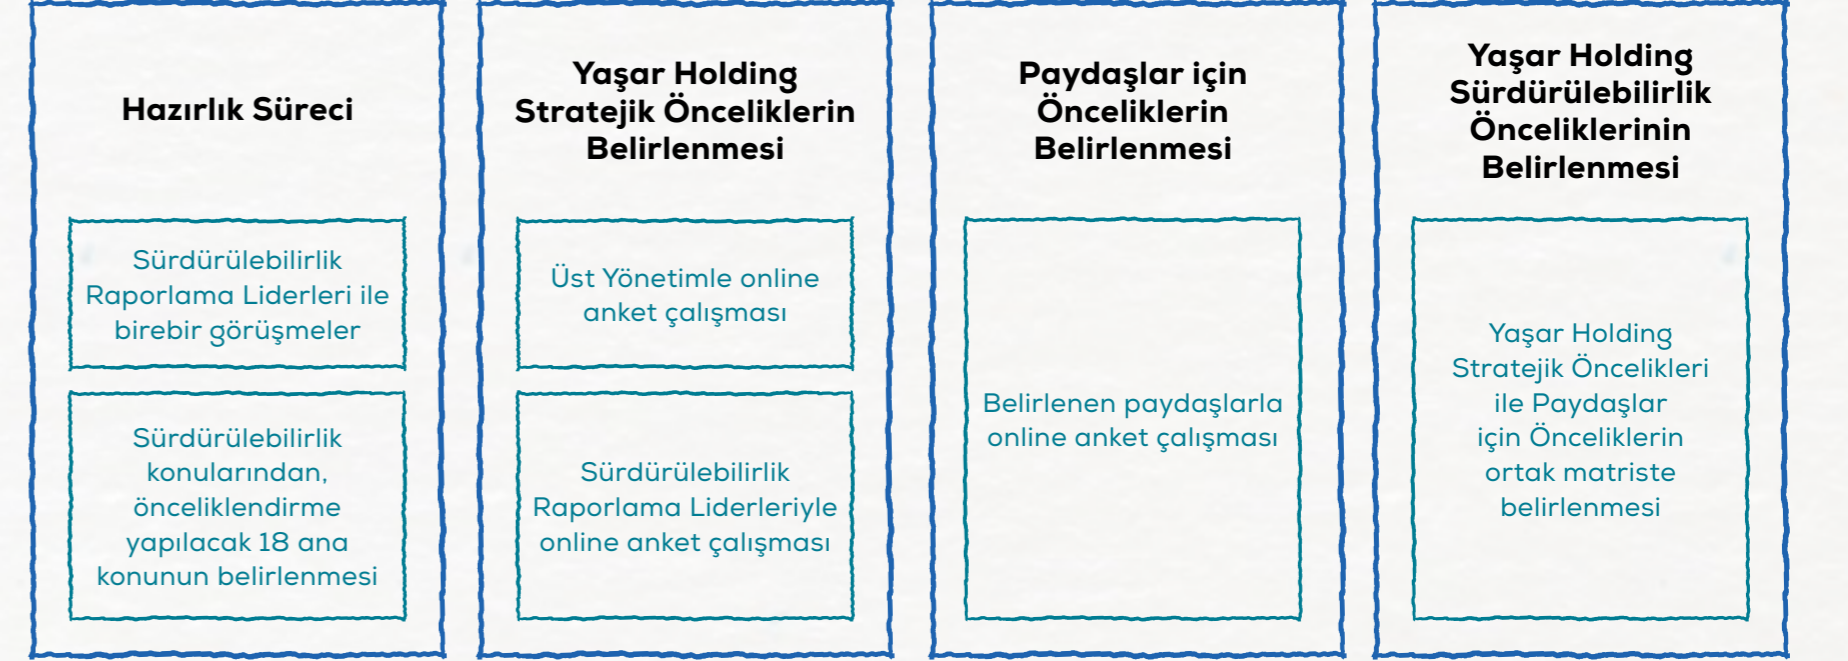 Hazırlık Süreci
Sürdürülebilirlik
Raporlama Liderleri ile
birebir görüşmeler
Sürdürülebilirlik
konularından,
önceliklendirme
yapılacak 18 ana
konunun belirlenmesi
Yaşar Holding
Stratejik Önceliklerin
Belirlenmesi
Üst Yönetimle online
anket çalışması
Sürdürülebilirlik
Raporlama Liderleriyle
online anket çalışması
Paydaşlar için
Önceliklerin
Belirlenmesi
Belirlenen paydaşlarla
online anket çalışması
Yaşar Holding
Sürdürülebilirlik
Önceliklerinin
Belirlenmesi
Yaşar Holding
Stratejik Öncelikleri
ile Paydaşlar
için Önceliklerin
ortak matriste
belirlenmesi